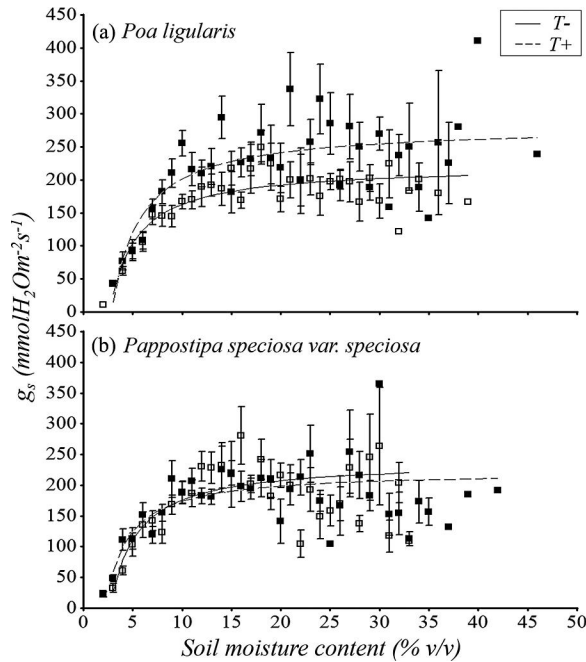 (a) Poa ligularis
T-
T+
450
400
350
300
250
200
150
100
50
0
(b) Pappostipa speciosa var. speciosa
450
400
350
300
250
200
150
100
50
0
0 5 10 15 20 25 30 35 40 45 50
Soil moisture content (% v/v)
gs (mmolH2Om-2s-1)